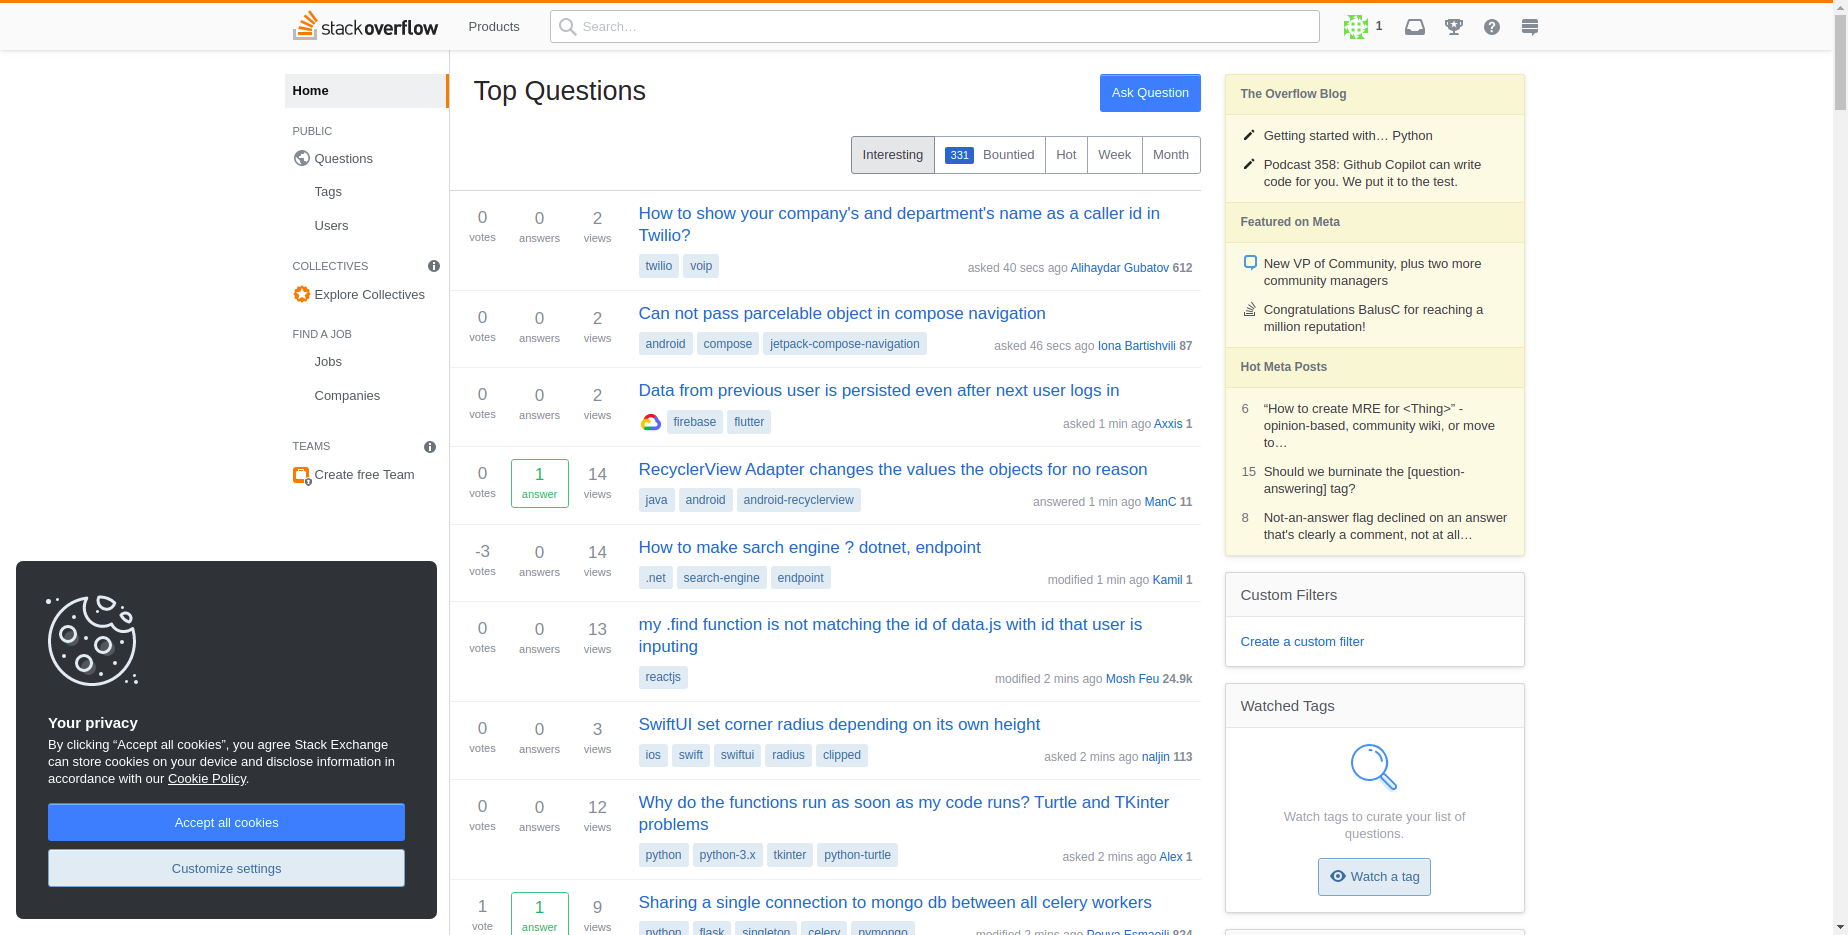 stackoverflow
Products
Search…
1
Home
PUBLIC
Questions
Tags
Users
COLLECTIVES
Explore Collectives
FIND A JOB
Jobs
Companies
TEAMS
Create free Team
Top Questions
Ask Question
Interesting
331 Bountied
Hot
Week
Month
0 votes
0 answers
2 views
How to show your company's and department's name as a caller id in
Twilio?
twilio voip
asked 40 secs ago Alihaydar Gubatov 612
0 votes
0 answers
2 views
Can not pass parcelable object in compose navigation
android compose jetpack-compose-navigation
asked 46 secs ago Iona Bartishvili 87
0 votes
0 answers
2 views
Data from previous user is persisted even after next user logs in
firebase flutter
asked 1 min ago Axxis 1
0 votes
1 answer
14 views
RecyclerView Adapter changes the values the objects for no reason
java android android-recyclerview
answered 1 min ago ManC 11
-3 votes
0 answers
14 views
How to make sarch engine ? dotnet, endpoint
.net search-engine endpoint
modified 1 min ago Kamil 1
0 votes
0 answers
13 views
my .find function is not matching the id of data.js with id that user is
inputing
reactjs
modified 2 mins ago Mosh Feu 24.9k
0 votes
0 answers
3 views
SwiftUI set corner radius depending on its own height
ios swift swiftui radius clipped
asked 2 mins ago naljin 113
0 votes
0 answers
12 views
Why do the functions run as soon as my code runs? Turtle and TKinter
problems
python python-3.x tkinter python-turtle
asked 2 mins ago Alex 1
1 vote
1 answer
9 views
Sharing a single connection to mongo db between all celery workers
python flask singleton celery pymongo
modified 2 mins ago Pouya Esmaeili 824
The Overflow Blog
Getting started with… Python
Podcast 358: Github Copilot can write
code for you. We put it to the test.
Featured on Meta
New VP of Community, plus two more
community managers
Congratulations BalusC for reaching a
million reputation!
Hot Meta Posts
6 “How to create MRE for <Thing>” -
opinion-based, community wiki, or move
to…
15 Should we burninate the [question-
answering] tag?
8 Not-an-answer flag declined on an answer
that's clearly a comment, not at all…
Custom Filters
Create a custom filter
Watched Tags
Watch tags to curate your list of
questions.
Watch a tag
Your privacy
By clicking “Accept all cookies”, you agree Stack Exchange
can store cookies on your device and disclose information in
accordance with our Cookie Policy.
Accept all cookies
Customize settings